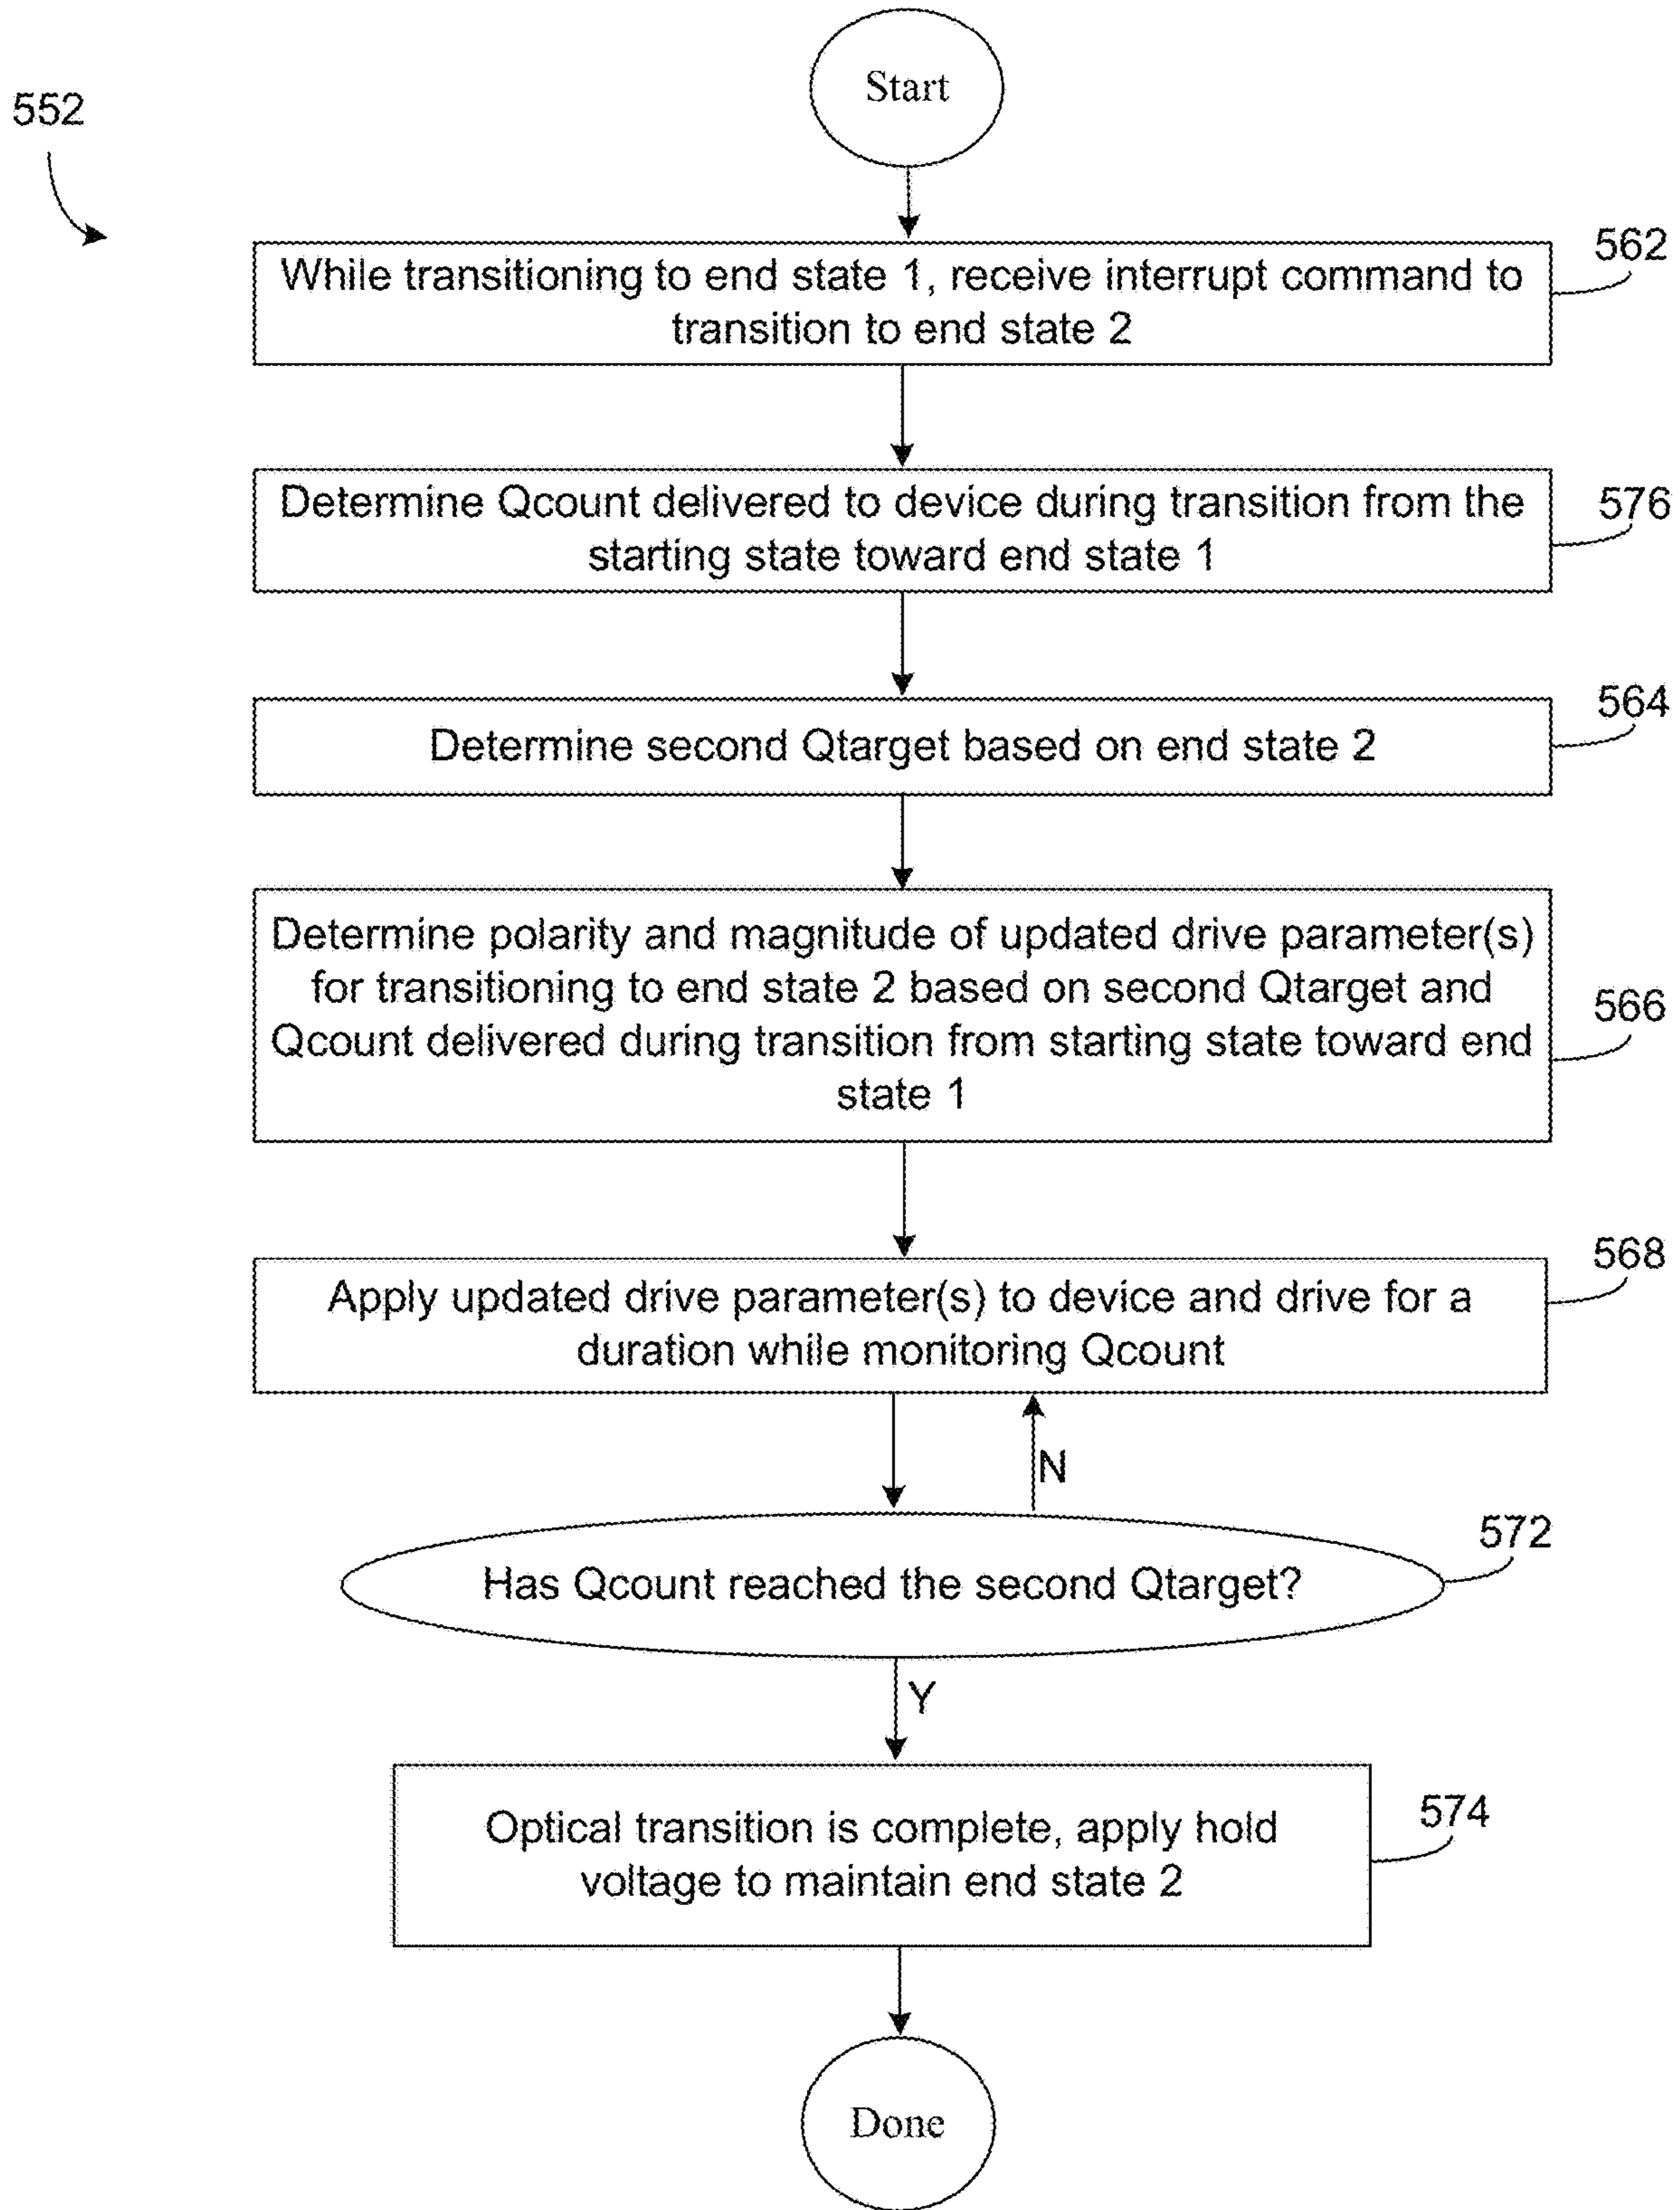 Start
552
While transitioning to end state 1, receive interrupt command to
transition to end state 2
562
Determine Qcount delivered to device during transition from the
starting state toward end state 1
576
Determine second Qtarget based on end state 2
564
Determine polarity and magnitude of updated drive parameter(s)
for transitioning to end state 2 based on second Qtarget and
Qcount delivered during transition from starting state toward end
state 1
566
Apply updated drive parameter(s) to device and drive for a
duration while monitoring Qcount
568
N
Has Qcount reached the second Qtarget?
572
Y
Optical transition is complete, apply hold
voltage to maintain end state 2
574
Done